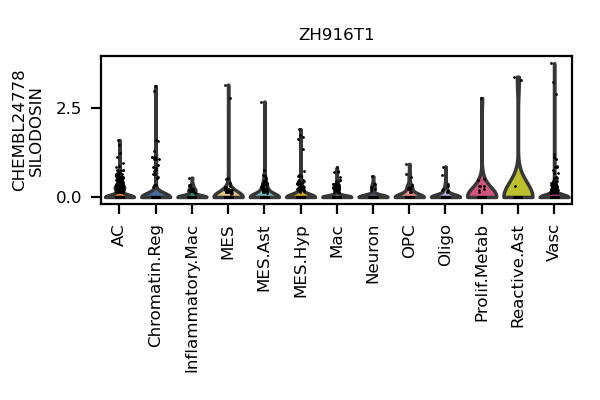 ZH916T1
CHEMBL24778
SILODOSIN
2.5
0.0
AC
Chromatin.Reg
Inflammatory.Mac
MES
MES.Ast
MES.Hyp
Mac
Neuron
OPC
Oligo
Prolif.Metab
Reactive.Ast
Vasc